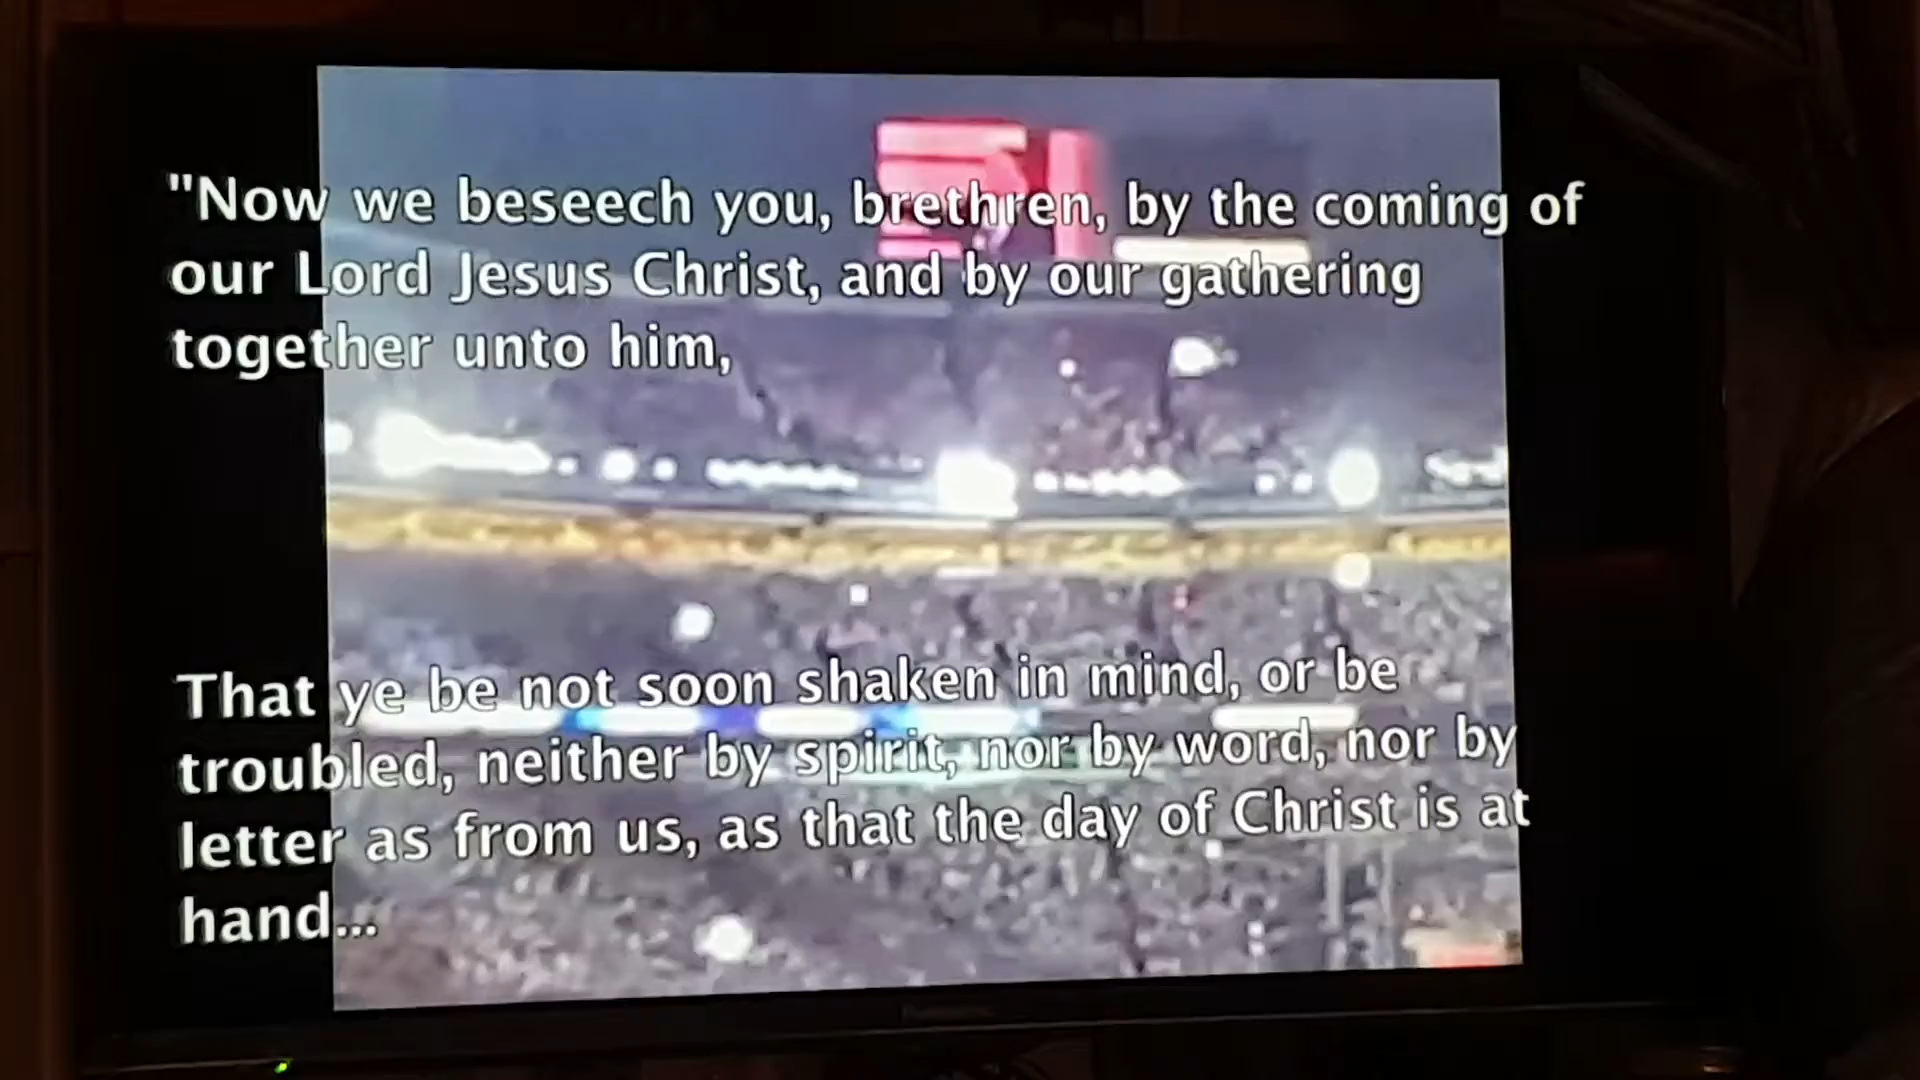 "Now we beseech you, brethren, by the coming of
our Lord Jesus Christ, and by our gathering
together unto him,
That ye be not soon shaken in mind, or be
troubled, neither by spirit, nor by word, nor by
letter as from us, as that the day of Christ is at
hand...